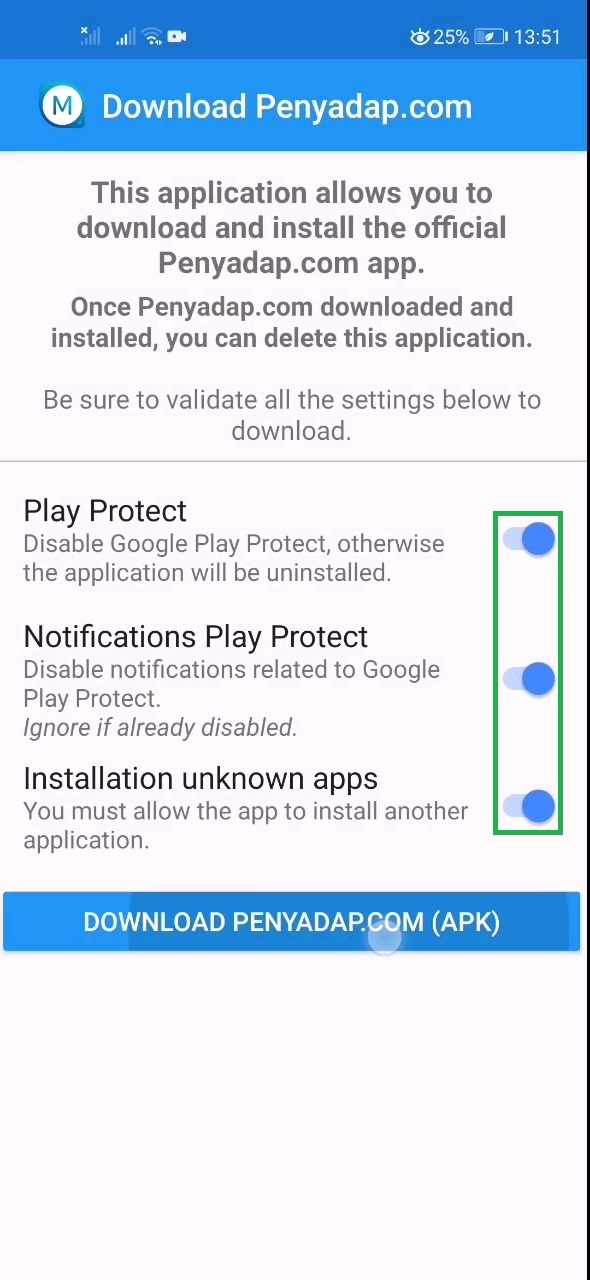 25% 13:51
M Download Penyadap.com
This application allows you to
download and install the official
Penyadap.com app.
Once Penyadap.com downloaded and
installed, you can delete this application.
Be sure to validate all the settings below to
download.
Play Protect
Disable Google Play Protect, otherwise
the application will be uninstalled.
Notifications Play Protect
Disable notifications related to Google
Play Protect.
Ignore if already disabled.
Installation unknown apps
You must allow the app to install another
application.
DOWNLOAD PENYADAP.COM (APK)